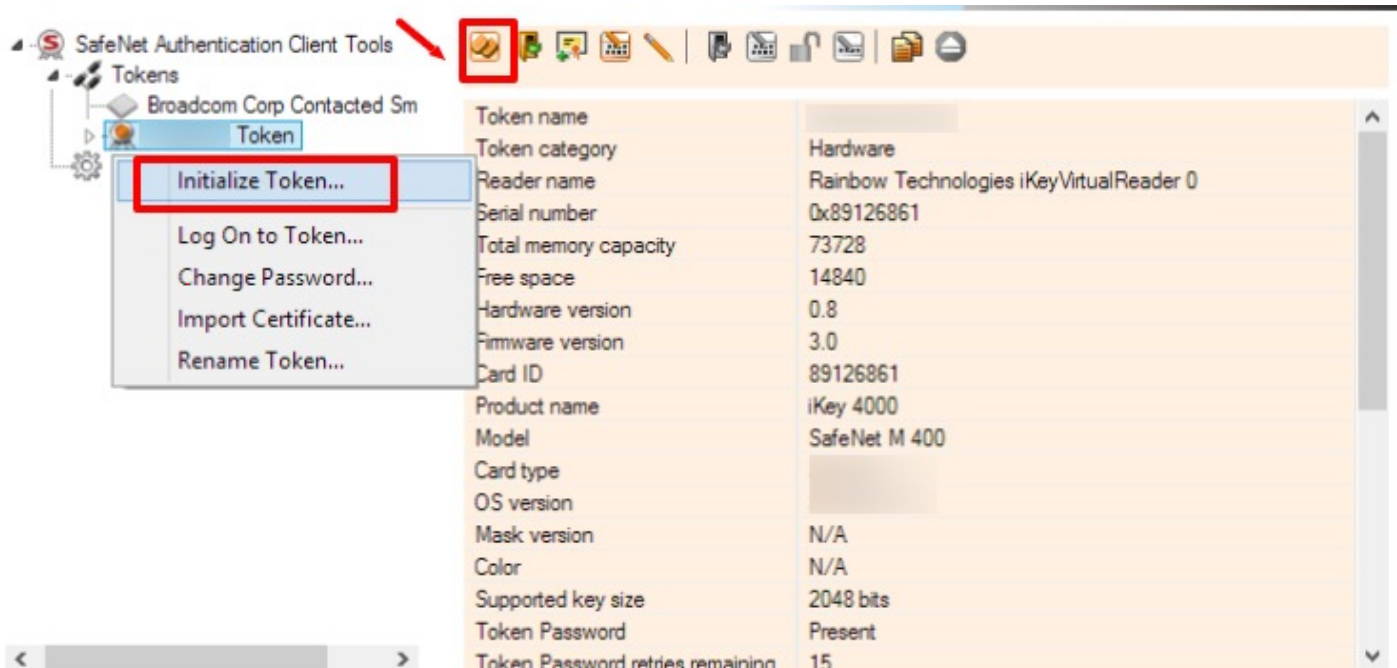 SafeNet Authentication Client Tools
Tokens
Broadcom Corp Contacted Sm
Token
Initialize Token...
Log On to Token...
Change Password...
Import Certificate...
Rename Token...
Token name
Token category Hardware
Reader name Rainbow Technologies iKeyVirtualReader 0
Serial number 0x89126861
Total memory capacity 73728
Free space 14840
Hardware version 0.8
Firmware version 3.0
Card ID 89126861
Product name iKey 4000
Model SafeNet M 400
Card type
OS version
Mask version N/A
Color N/A
Supported key size 2048 bits
Token Password Present
Token Password retries remaining 15